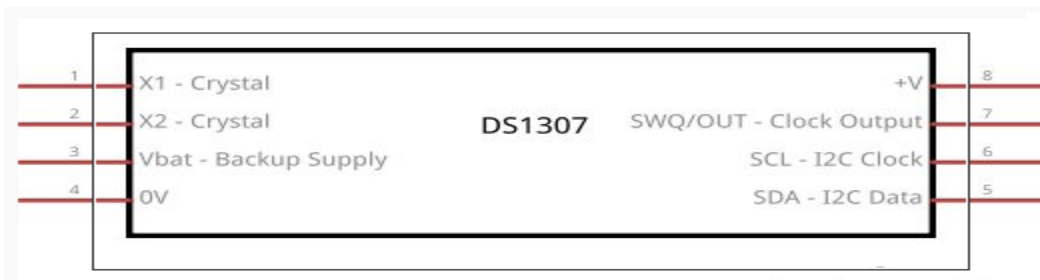 1 X1 - Crystal +V 8
2 X2 - Crystal DS1307 SWQ/OUT - Clock Output 7
3 Vbat - Backup Supply SCL - I2C Clock 6
4 0V SDA - I2C Data 5